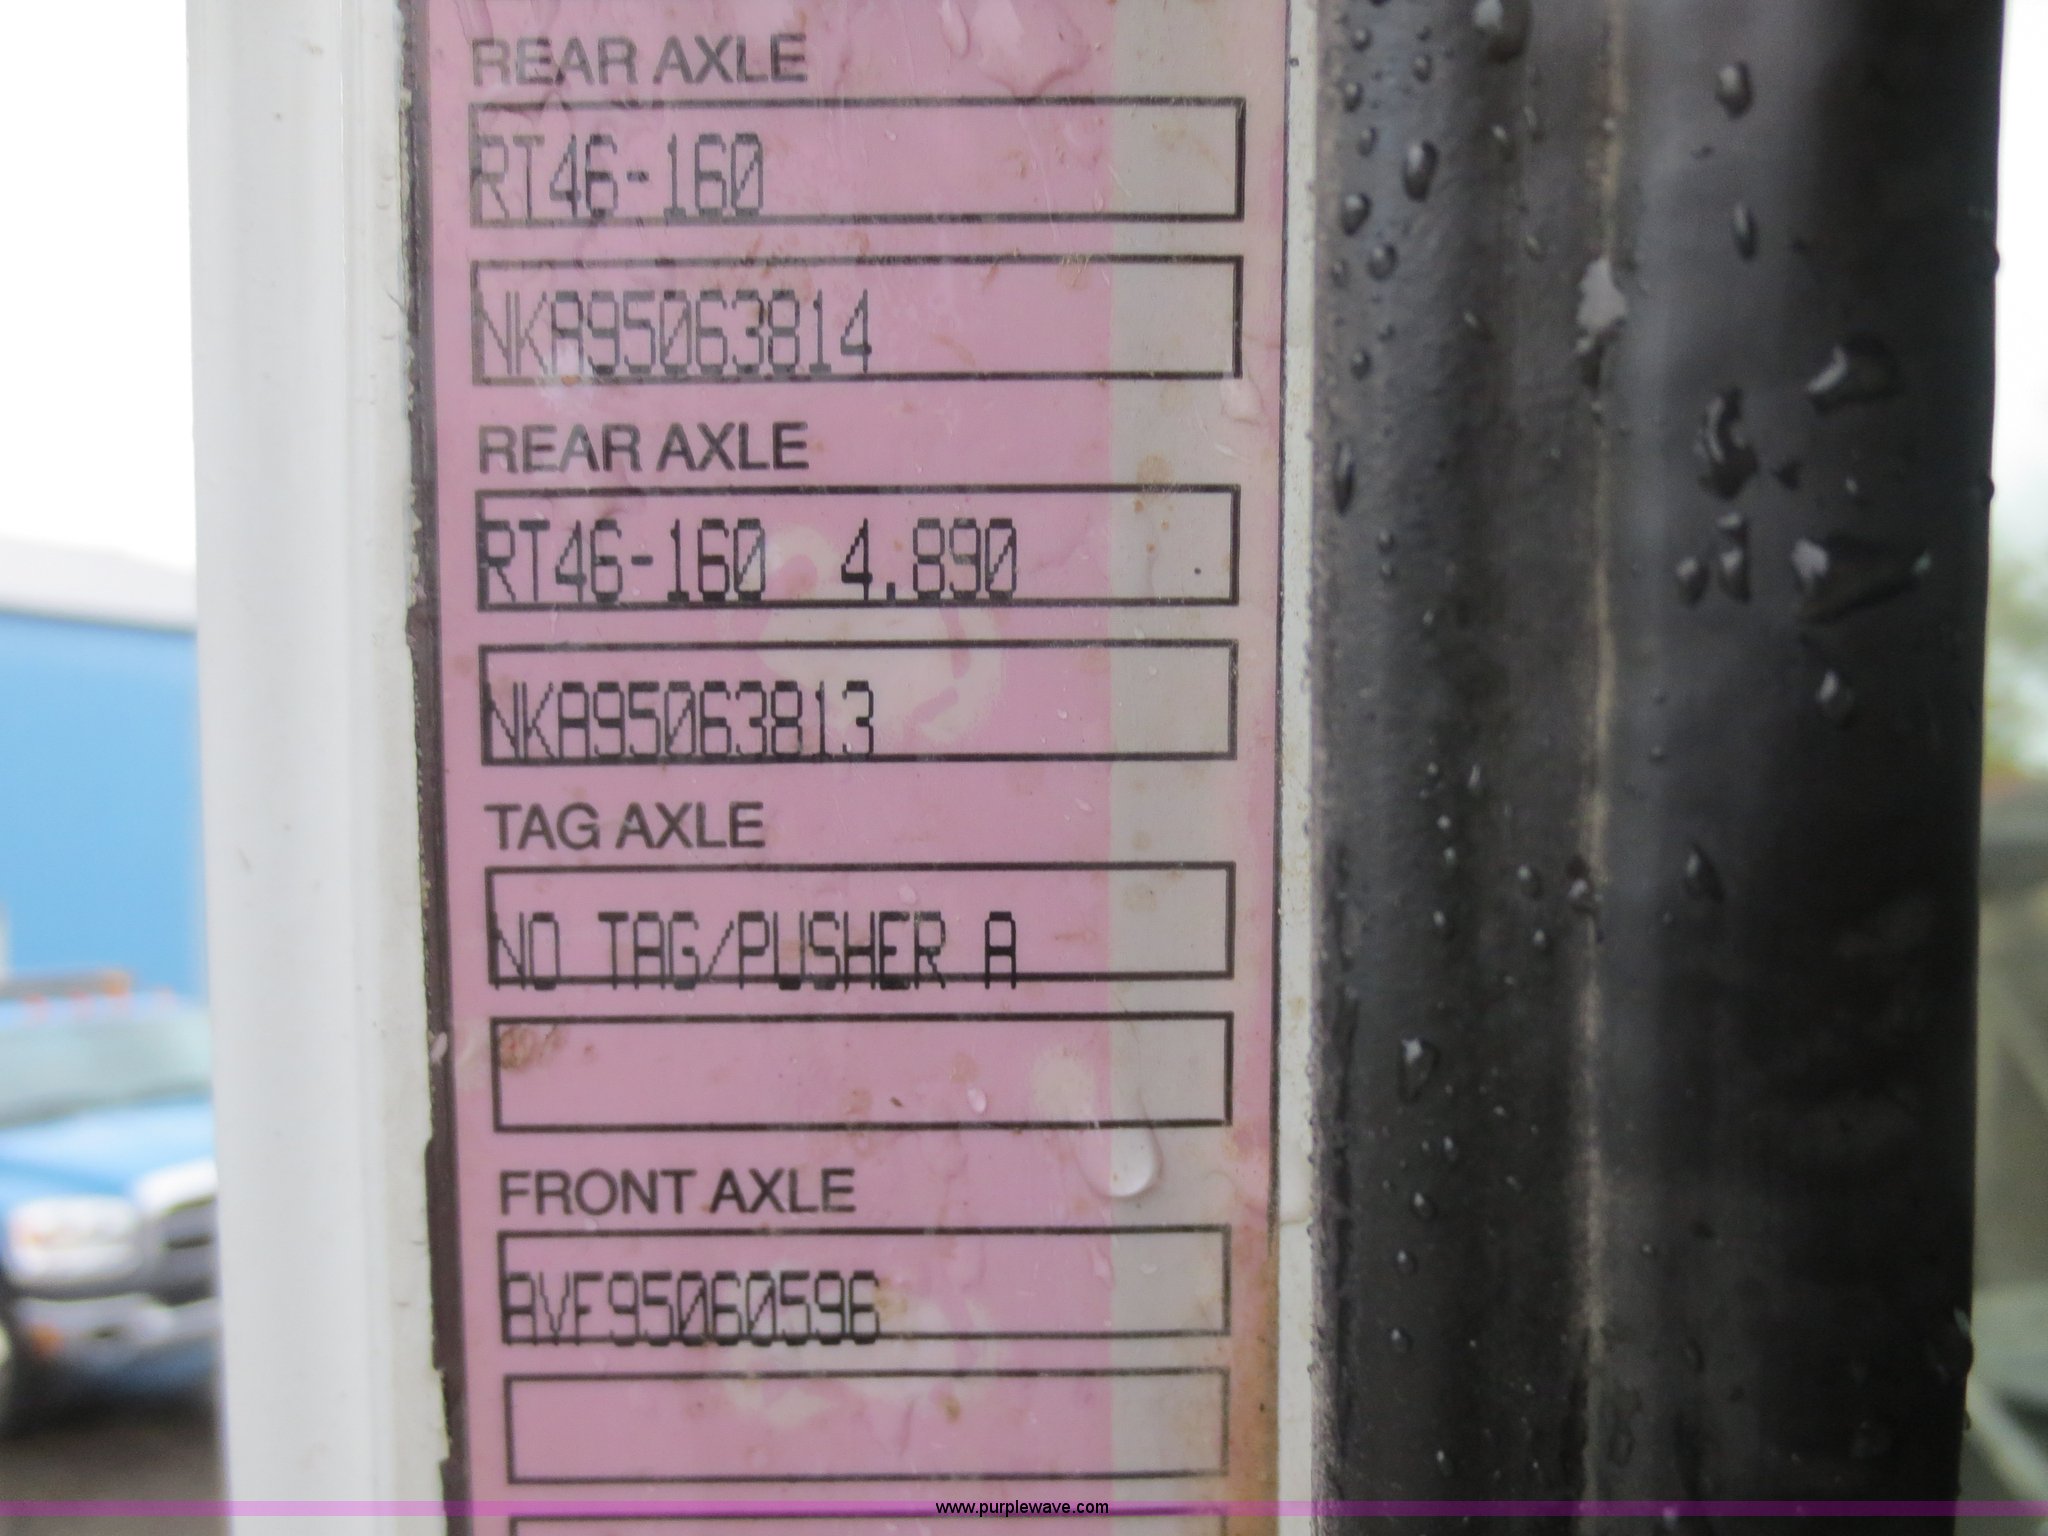 REAR AXLE
RT46-160
NKA95063814
REAR AXLE
RT46-160 4.890
NKA95063813
TAG AXLE
NO TAG/PUSHER A
FRONT AXLE
AVF95060596
www.purplewave.com